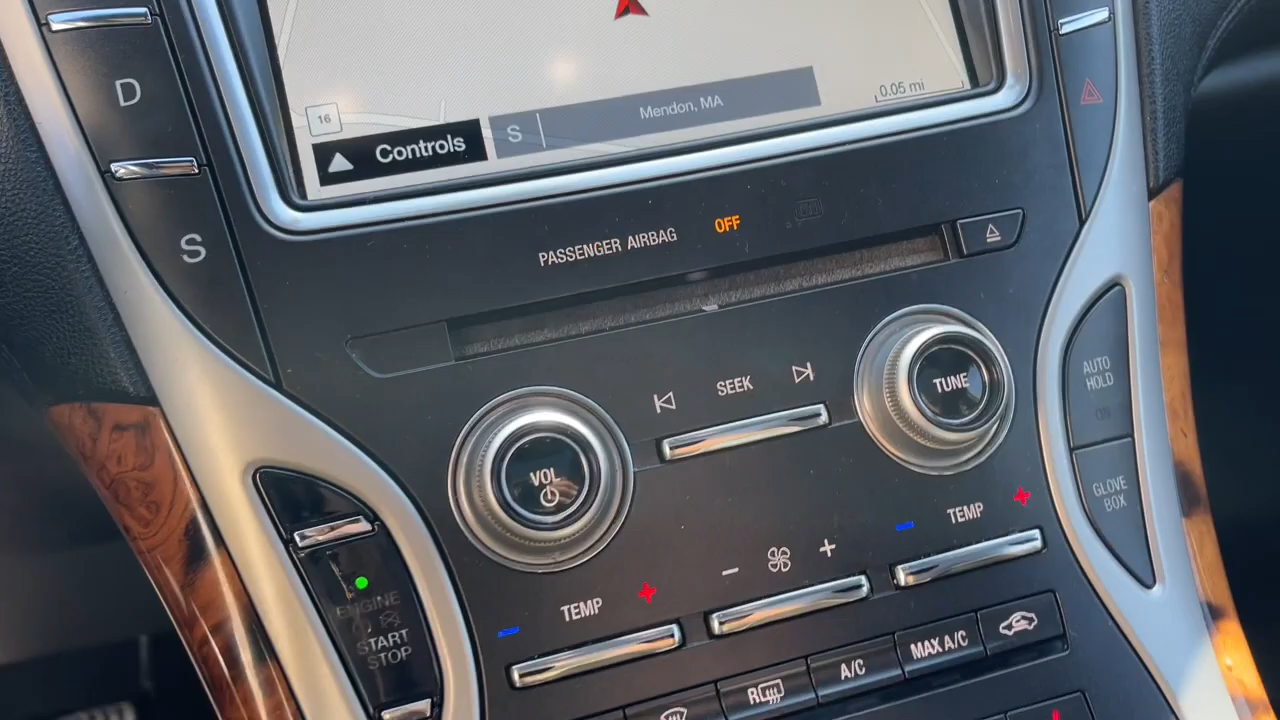 D
S
16
Controls
S
Mendon, MA
0.05 mi
PASSENGER AIRBAG OFF
SEEK
TUNE
VOL
AUTO
HOLD
ON
GLOVE
BOX
TEMP
TEMP
ENGINE
START
STOP
R
A/C
MAX A/C